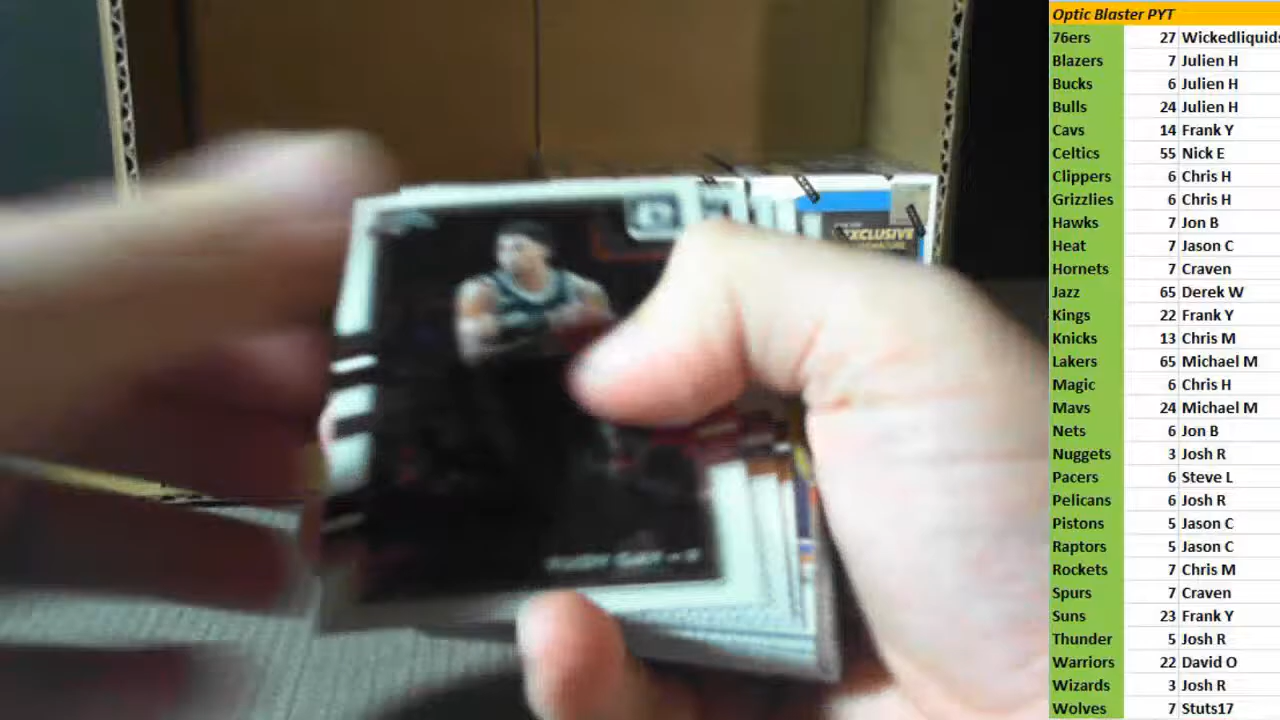 Optic Blaster PYT
76ers 27 Wickedliquids
Blazers 7 Julien H
Bucks 6 Julien H
Bulls 24 Julien H
Cavs 14 Frank Y
Celtics 55 Nick E
Clippers 6 Chris H
Grizzlies 6 Chris H
Hawks 7 Jon B
Heat 7 Jason C
Hornets 7 Craven
Jazz 65 Derek W
Kings 22 Frank Y
Knicks 13 Chris M
Lakers 65 Michael M
Magic 6 Chris H
Mavs 24 Michael M
Nets 6 Jon B
Nuggets 3 Josh R
Pacers 6 Steve L
Pelicans 6 Josh R
Pistons 5 Jason C
Raptors 5 Jason C
Rockets 7 Chris M
Spurs 7 Craven
Suns 23 Frank Y
Thunder 5 Josh R
Warriors 22 David O
Wizards 3 Josh R
Wolves 7 Stuts17
EXCLUSIVE
RUDY GAY